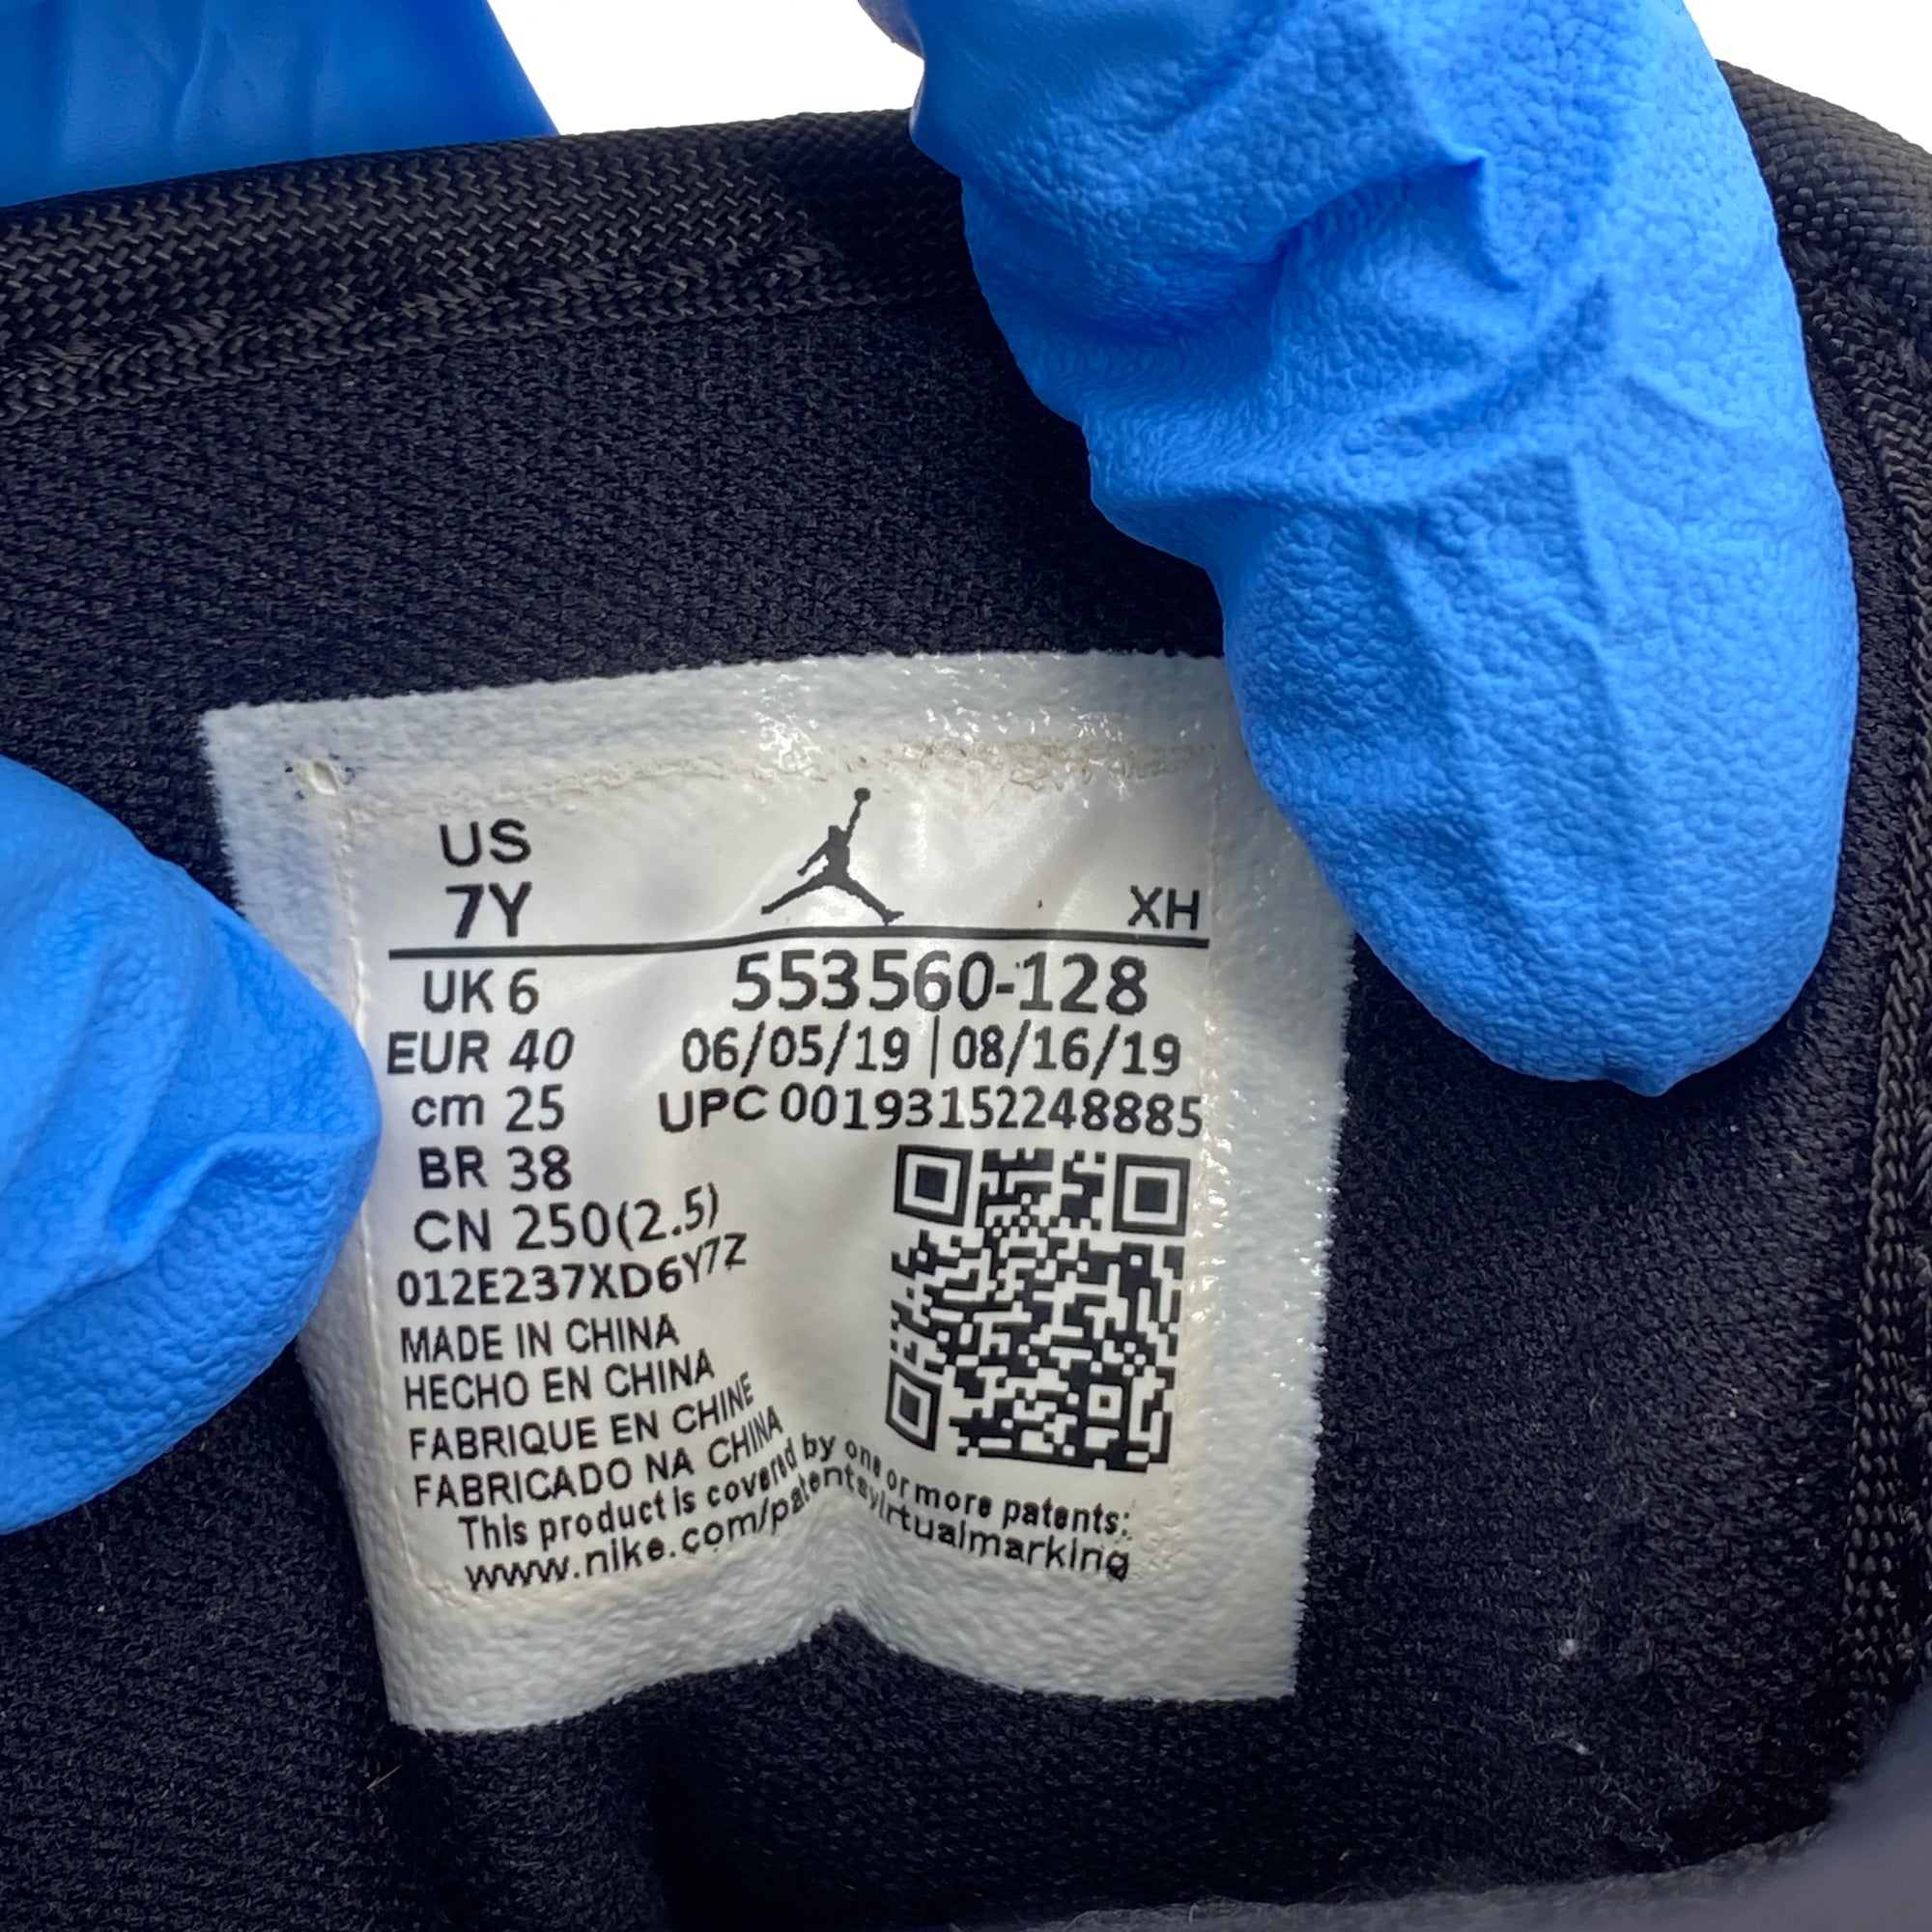 US
7Y
XH
UK 6
553560-128
EUR 40
06/05/19 | 08/16/19
cm 25
UPC 00193152248885
BR 38
CN 250(2.5)
012E237XD6Y7Z
MADE IN CHINA
HECHO EN CHINA
FABRIQUE EN CHINE
FABRICADO NA CHINA
This product is covered by one or more patents:
www.nike.com/patentsvirtualmarking